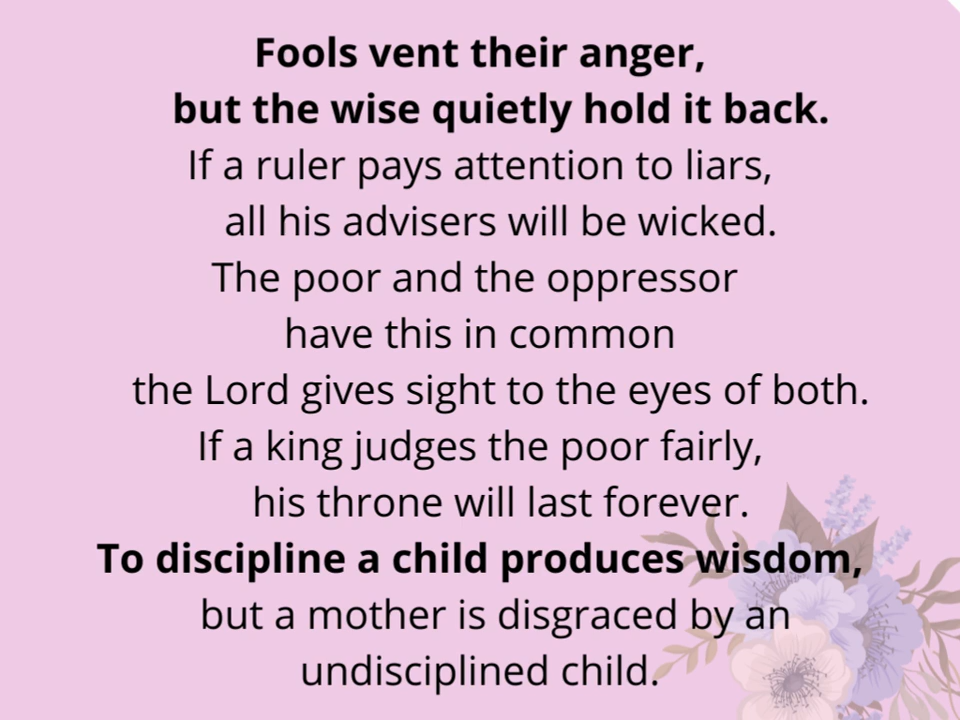 Fools vent their anger,
but the wise quietly hold it back.
If a ruler pays attention to liars,
all his advisers will be wicked.
The poor and the oppressor
have this in common
the Lord gives sight to the eyes of both.
If a king judges the poor fairly,
his throne will last forever.
To discipline a child produces wisdom,
but a mother is disgraced by an
undisciplined child.